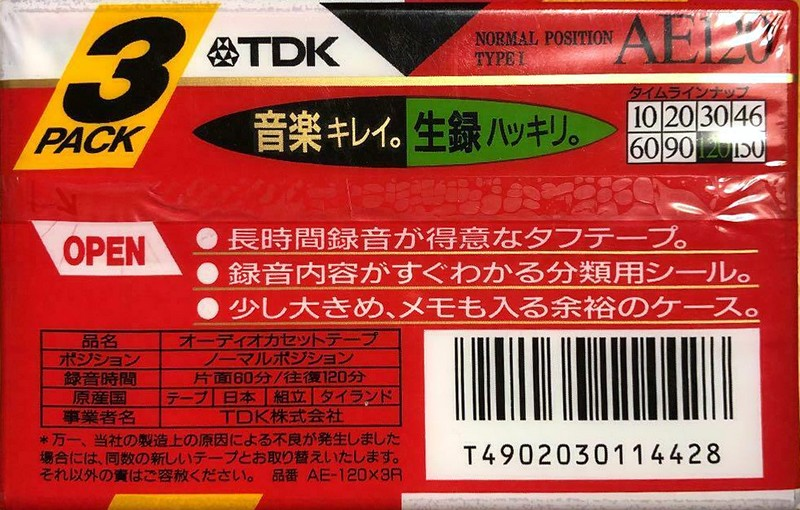 3
PACK
TDK
NORMAL POSITION
TYPE I
AE120
音楽キレイ。生録ハッキリ。
タイムラインナップ
10 20 30 46
60 90 120 150
OPEN
●長時間録音が得意なタフテープ。
●録音内容がすぐわかる分類用シール。
●少し大きめ、メモも入る余裕のケース。
品名 オーディオカセットテープ
ポジション ノーマルポジション
録音時間 片面60分/往復120分
原産国 テープ 日本 組立 タイランド
事業者名 TDK株式会社
*万一、当社の製造上の原因による不良が発生しました
場合には、同数の新しいテープとお取替えいたします。
それ以外の責はご容赦ください。 品番 AE-120×3R
T4902030114428